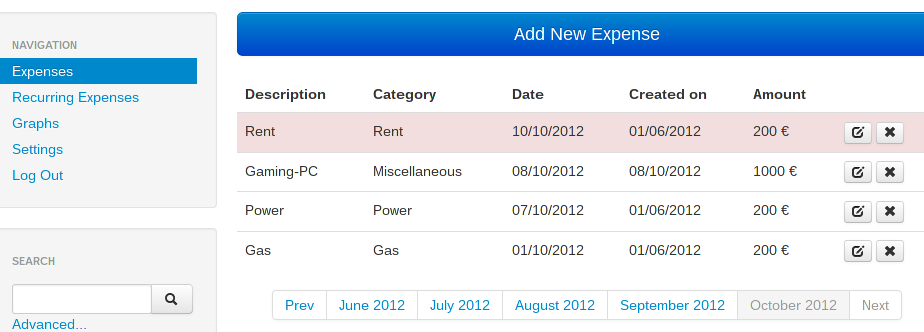 NAVIGATION
Expenses
Recurring Expenses
Graphs
Settings
Log Out
SEARCH
Advanced...
Add New Expense
Description Category Date Created on Amount
Rent Rent 10/10/2012 01/06/2012 200 €
Gaming-PC Miscellaneous 08/10/2012 08/10/2012 1000 €
Power Power 07/10/2012 01/06/2012 200 €
Gas Gas 01/10/2012 01/06/2012 200 €
Prev June 2012 July 2012 August 2012 September 2012 October 2012 Next